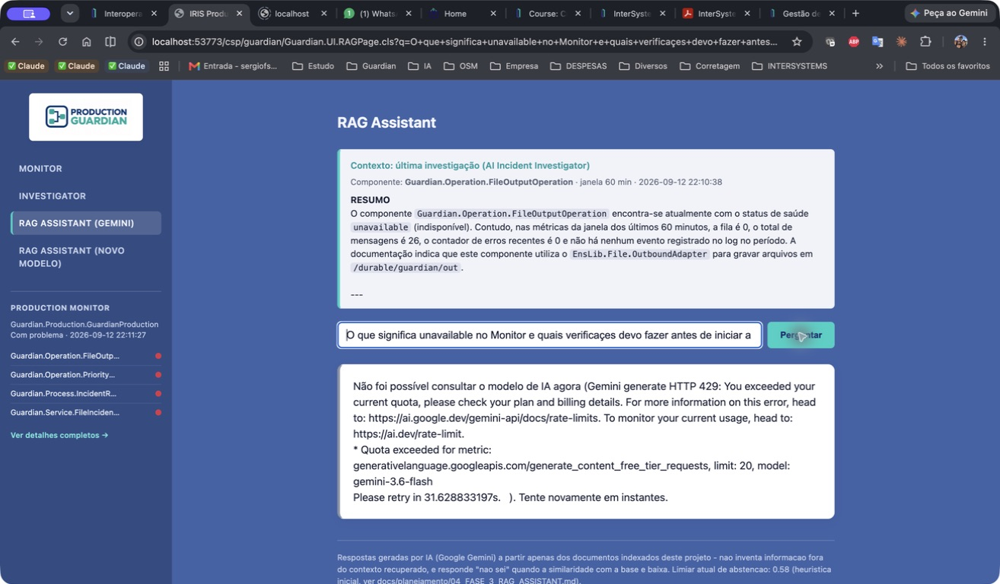 Interopera
IRIS Produ
localhost
(1) Whats
Home
Course: C
InterSyste
InterSyste
Gestão de
Peça ao Gemini
localhost:53773/csp/guardian/Guardian.UI.RAGPage.cls?q=O+que+significa+unavailable+no+Monitor+e+quais+verificaçoes+devo+fazer+antes...
ABP
Claude
Claude
Claude
Entrada - sergiofs...
Estudo
Guardian
IA
OSM
Empresa
DESPESAS
Diversos
Corretagem
INTERSYSTEMS
Todos os favoritos
PRODUCTION
GUARDIAN
MONITOR
INVESTIGATOR
RAG ASSISTANT (GEMINI)
RAG ASSISTANT (NOVO
MODELO)
PRODUCTION MONITOR
Guardian.Production.GuardianProduction
Com problema · 2026-09-12 22:11:27
Guardian.Operation.FileOutp...
Guardian.Operation.Priority...
Guardian.Process.IncidentR...
Guardian.Service.FileInciden...
Ver detalhes completos →
RAG Assistant
Contexto: última investigação (AI Incident Investigator)
Componente: Guardian.Operation.FileOutputOperation · janela 60 min · 2026-09-12 22:10:38
RESUMO
O componente Guardian.Operation.FileOutputOperation encontra-se atualmente com o status de saúde
unavailable (indisponível). Contudo, nas métricas da janela dos últimos 60 minutos, a fila é 0, o total de
mensagens é 26, o contador de erros recentes é 0 e não há nenhum evento registrado no log no período. A
documentação indica que este componente utiliza o EnsLib.File.OutboundAdapter para gravar arquivos em
/durable/guardian/out.
---
O que significa unavailable no Monitor e quais verificaçes devo fazer antes de iniciar a
Perguntar
Não foi possível consultar o modelo de IA agora (Gemini generate HTTP 429: You exceeded your
current quota, please check your plan and billing details. For more information on this error, head
to: https://ai.google.dev/gemini-api/docs/rate-limits. To monitor your current usage, head to:
https://ai.dev/rate-limit.
* Quota exceeded for metric:
generativelanguage.googleapis.com/generate_content_free_tier_requests, limit: 20, model:
gemini-3.6-flash
Please retry in 31.628833197s. ). Tente novamente em instantes.
Respostas geradas por IA (Google Gemini) a partir apenas dos documentos indexados deste projeto - nao inventa informacao fora
do contexto recuperado, e responde "nao sei" quando a similaridade com a base e baixa. Limiar atual de abstencao: 0.58 (heuristica
inicial, ver docs/planejamento/04_FASE_3_RAG_ASSISTANT.md).